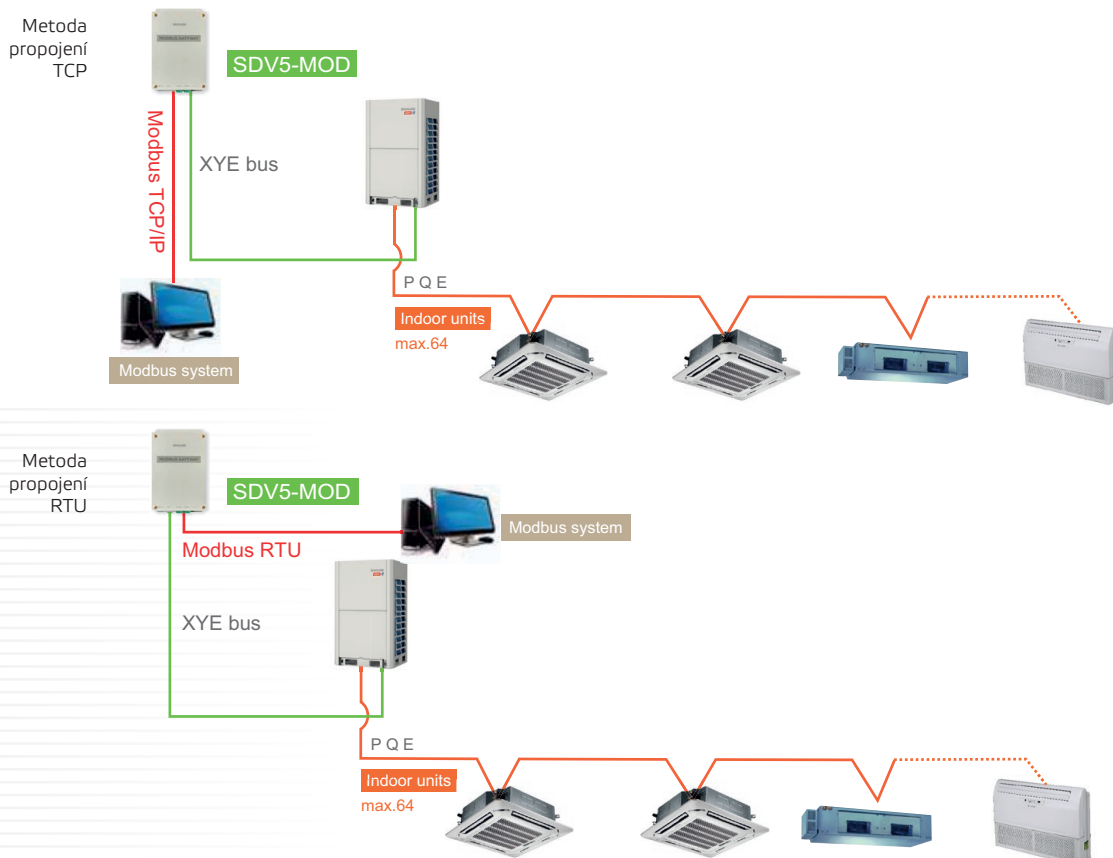 Metoda
propojení
TCP
SDV5-MOD
Modbus TCP/IP
XYE bus
P Q E
Indoor units
max.64
Modbus system
Metoda
propojení
RTU
SDV5-MOD
Modbus system
Modbus RTU
XYE bus
P Q E
Indoor units
max.64